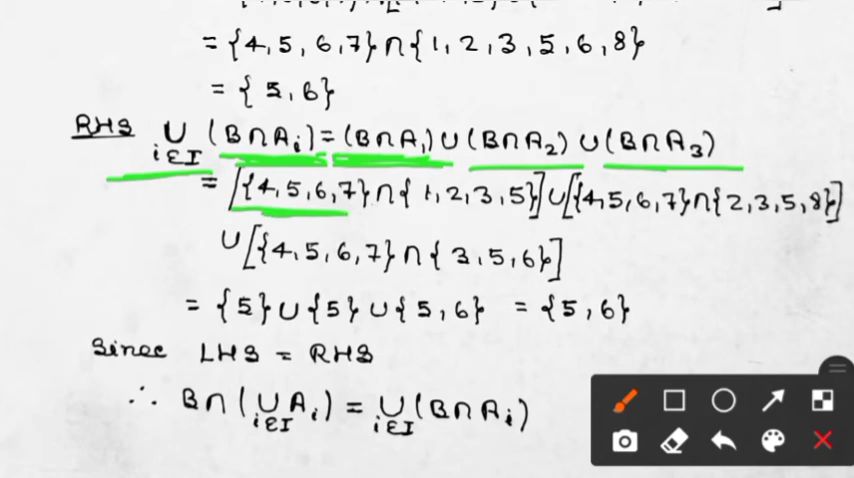 = {4, 5, 6, 7} ∩ {1, 2, 3, 5, 6, 8}
= {5, 6}
RHS ∪ i∈I (B∩Ai) = (B∩A1) ∪ (B∩A2) ∪ (B∩A3)
= [{4, 5, 6, 7} ∩ {1, 2, 3, 5}] ∪ [{4, 5, 6, 7} ∩ {2, 3, 5, 8}]
∪ [{4, 5, 6, 7} ∩ {3, 5, 6}]
= {5} ∪ {5} ∪ {5, 6} = {5, 6}
Since LHS = RHS
∴ B∩(∪ i∈I Ai) = ∪ i∈I (B∩Ai)